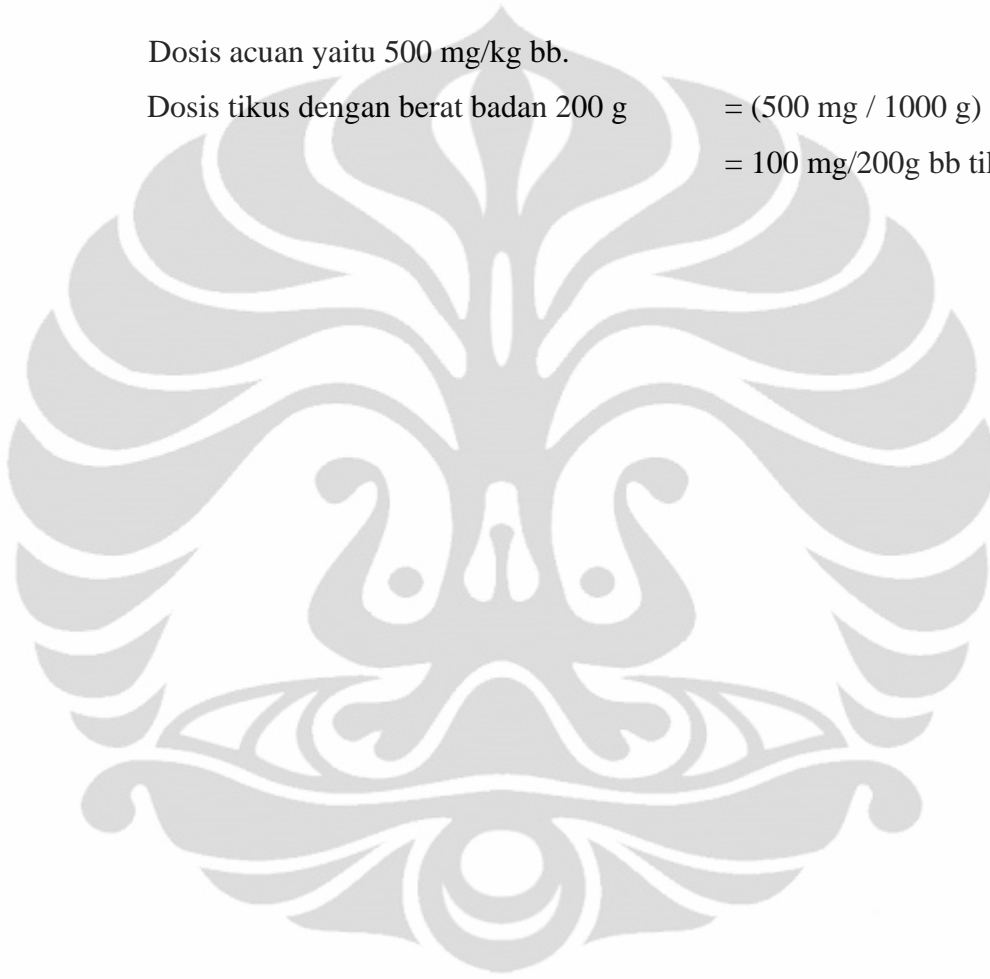 Dosis acuan yaitu 500 mg/kg bb.
Dosis tikus dengan berat badan 200 g = (500 mg / 1000 g)
= 100 mg/200g bb